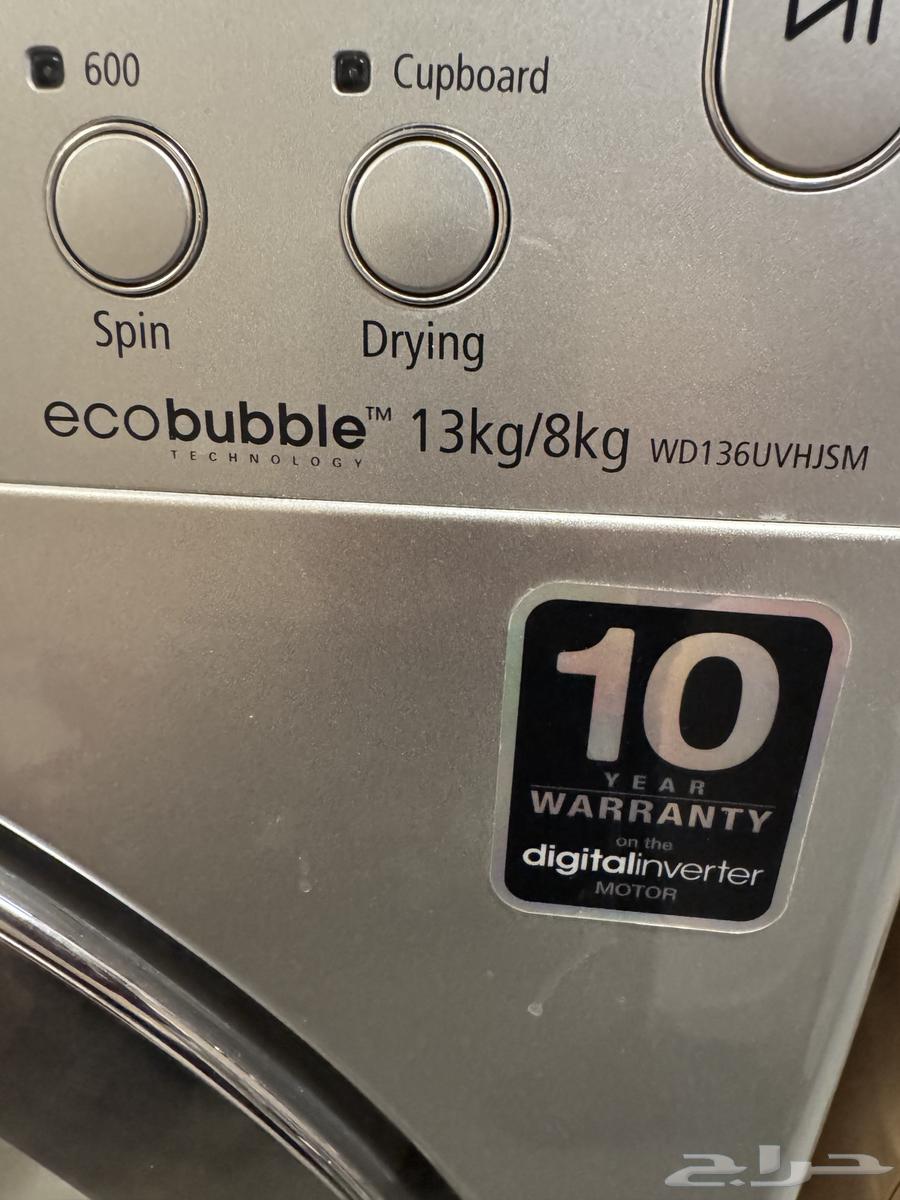 600
Cupboard
Spin
Drying
ecobubble™ 13kg/8kg WD136UVHJSM
TECHNOLOGY
10
YEAR
WARRANTY
on the
digitalinverter
MOTOR
حراج